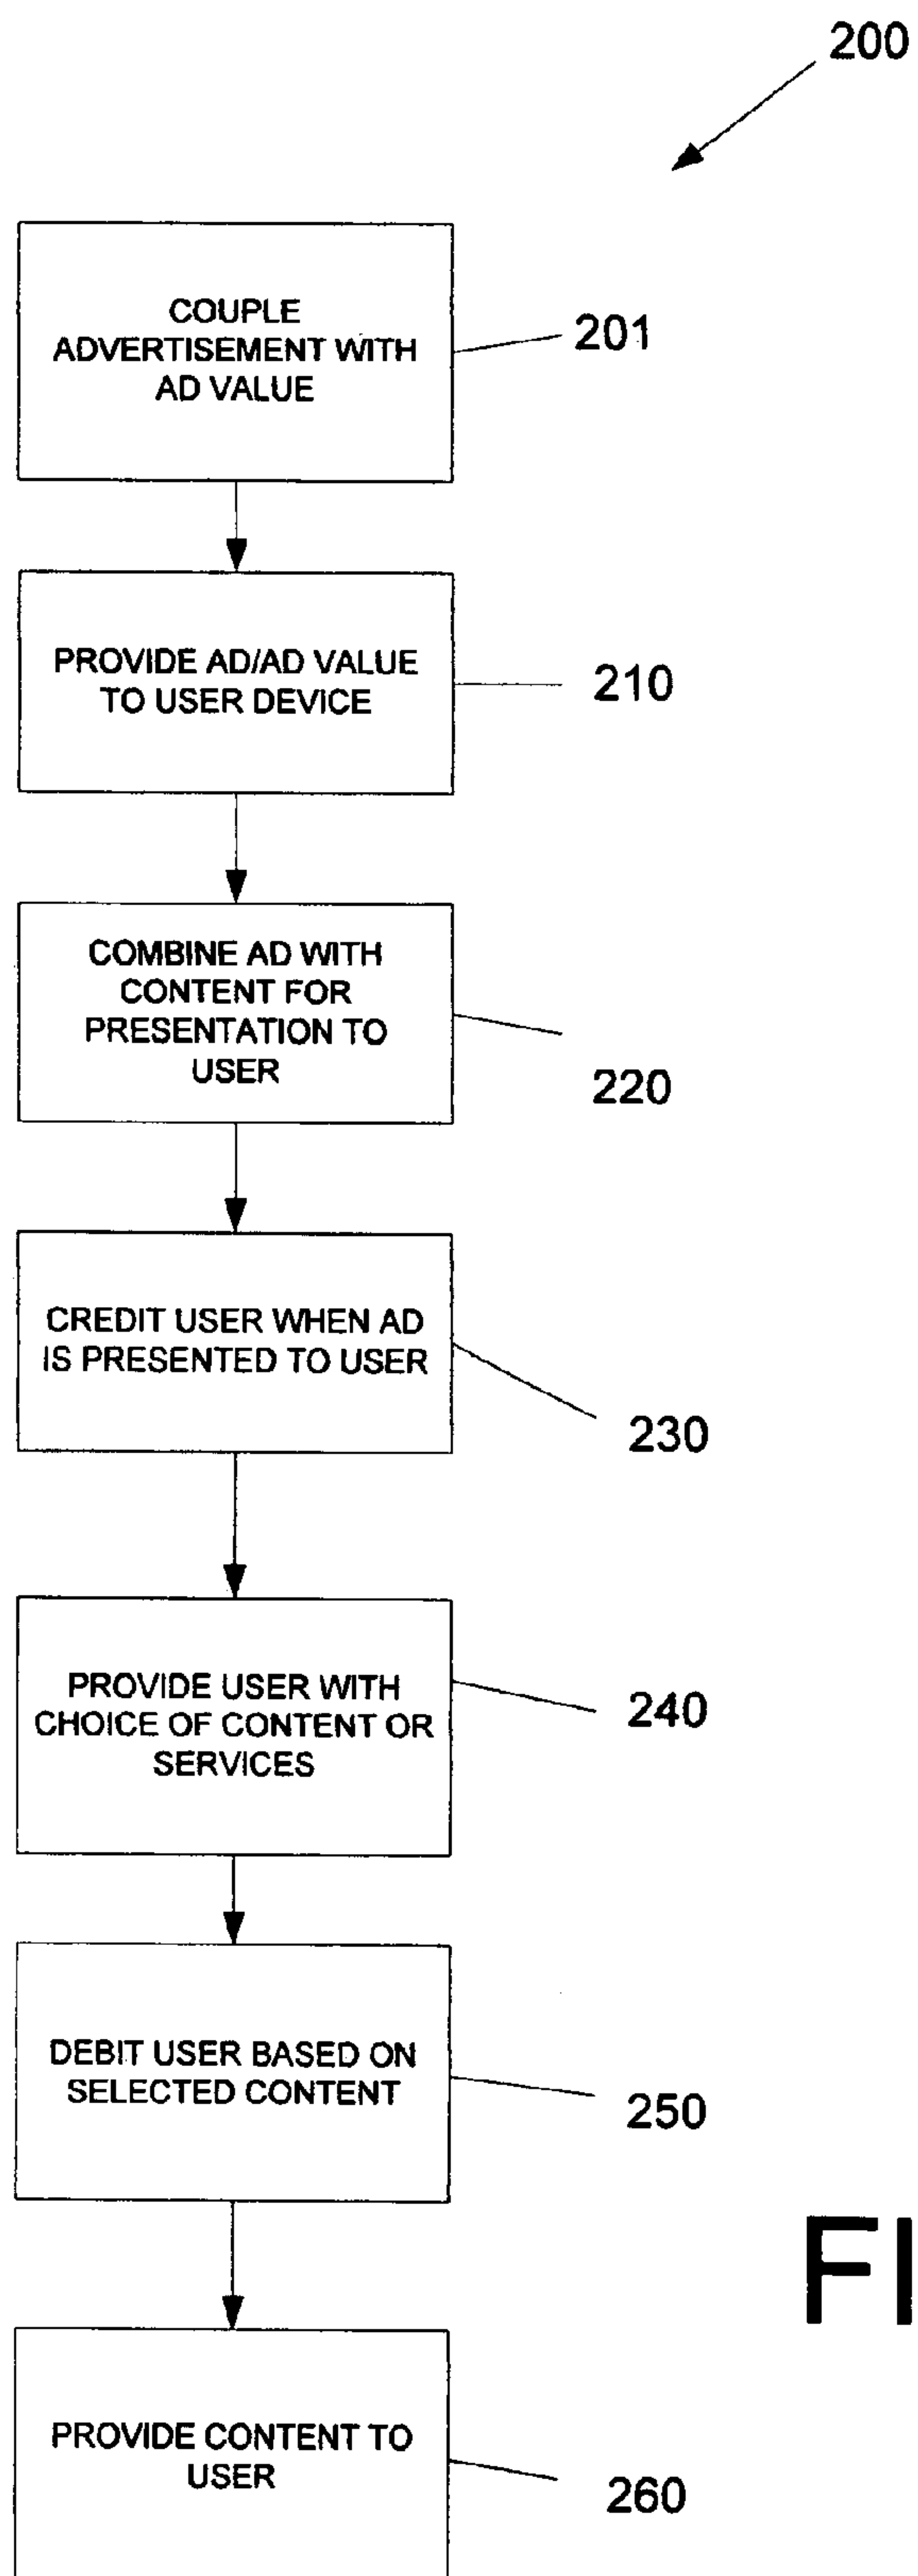 200
COUPLE
ADVERTISEMENT WITH
AD VALUE
201
PROVIDE AD/AD VALUE
TO USER DEVICE
210
COMBINE AD WITH
CONTENT FOR
PRESENTATION TO
USER
220
CREDIT USER WHEN AD
IS PRESENTED TO USER
230
PROVIDE USER WITH
CHOICE OF CONTENT OR
SERVICES
240
DEBIT USER BASED ON
SELECTED CONTENT
250
FI
PROVIDE CONTENT TO
USER
260